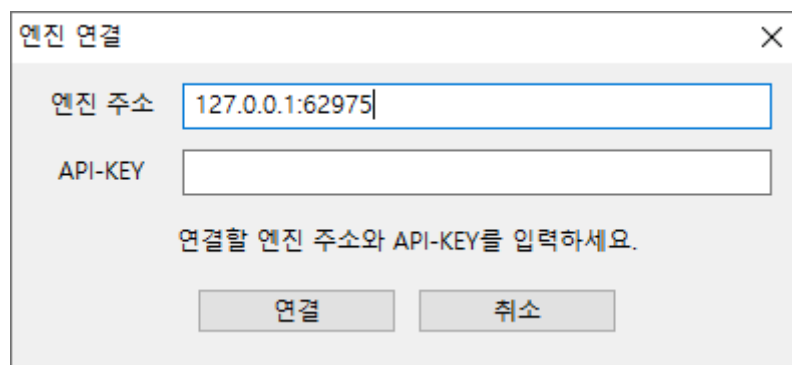 엔진 연결
엔진 주소 127.0.0.1:62975
API-KEY
연결할 엔진 주소와 API-KEY를 입력하세요.
연결 취소